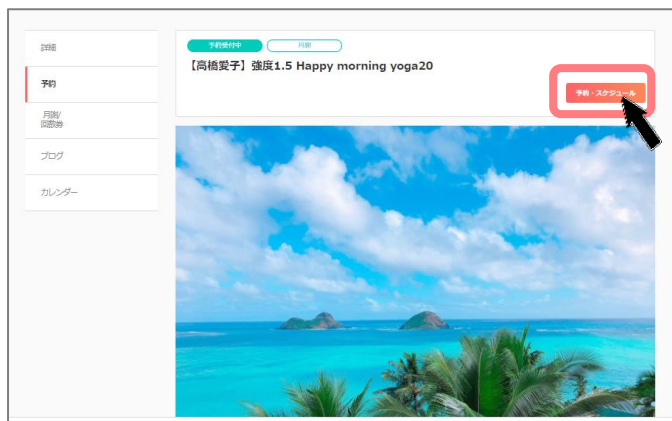 詳細
予約
月謝/
回数券
ブログ
カレンダー
予約受付中
月謝
【高橋愛子】強度1.5 Happy morning yoga20
予約・スケジュール